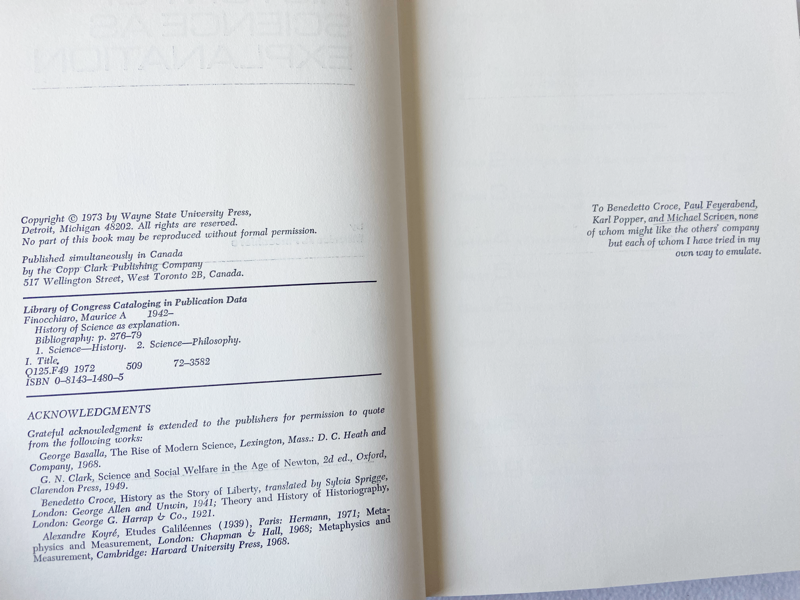 Copyright © 1973 by Wayne State University Press,
Detroit, Michigan 48202. All rights are reserved.
No part of this book may be reproduced without formal permission.
Published simultaneously in Canada
by the Copp Clark Publishing Company
517 Wellington Street, West Toronto 2B, Canada.
Library of Congress Cataloging in Publication Data
Finocchiaro, Maurice A 1942–
History of Science as explanation.
Bibliography: p. 276–79
1. Science—History. 2. Science—Philosophy.
I. Title.
Q125.F49 1972 509 72–3582
ISBN 0–8143–1480–5
ACKNOWLEDGMENTS
Grateful acknowledgment is extended to the publishers for permission to quote
from the following works:
George Basalla, The Rise of Modern Science, Lexington, Mass.: D. C. Heath and
Company, 1968.
G. N. Clark, Science and Social Welfare in the Age of Newton, 2d ed., Oxford,
Clarendon Press, 1949.
Benedetto Croce, History as the Story of Liberty, translated by Sylvia Sprigge,
London: George Allen and Unwin, 1941; Theory and History of Historiography,
London: George G. Harrap & Co., 1921.
Alexandre Koyré, Etudes Galiléennes (1939), Paris: Hermann, 1971; Meta-
physics and Measurement, London: Chapman & Hall, 1968; Metaphysics and
Measurement, Cambridge: Harvard University Press, 1968.
To Benedetto Croce, Paul Feyerabend,
Karl Popper, and Michael Scriven, none
of whom might like the others' company
but each of whom I have tried in my
own way to emulate.